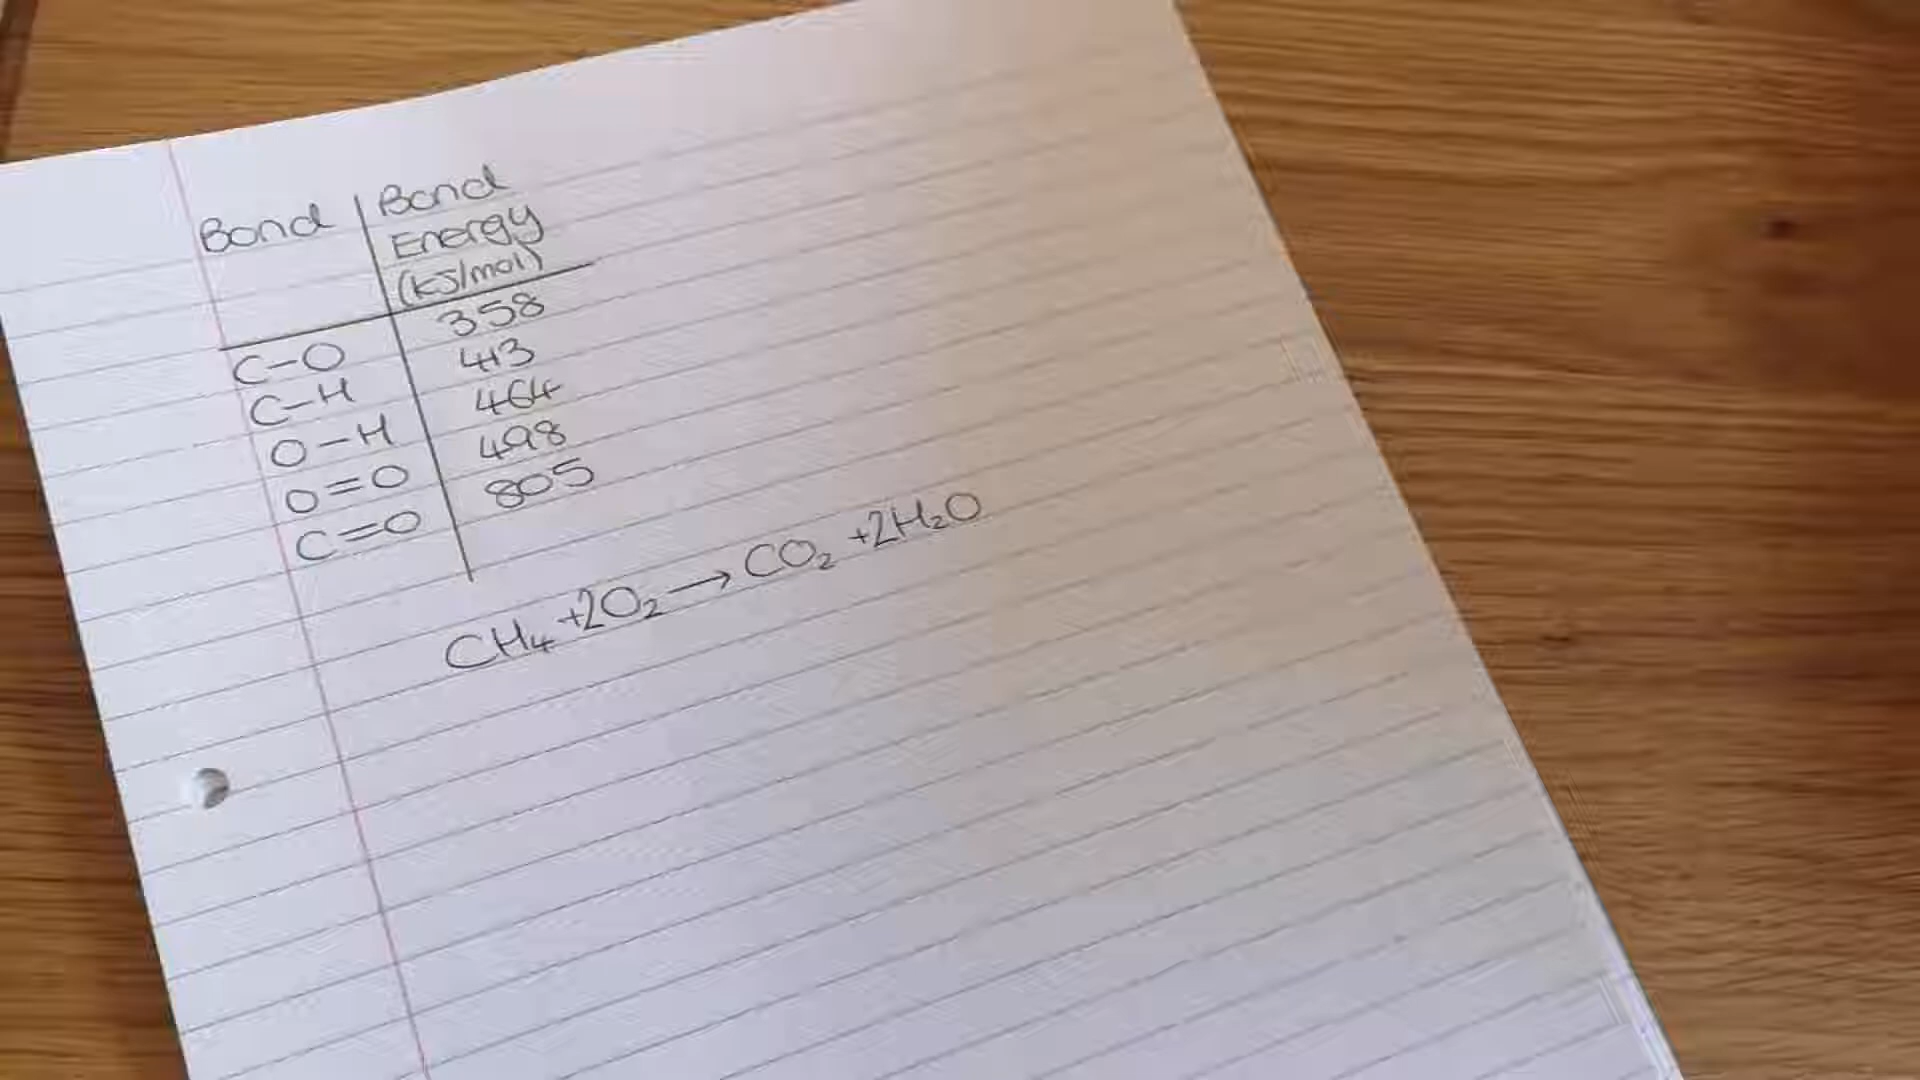 Bond | Bond
Energy
(kJ/mol)
C-O 358
C-H 413
O-H 464
O=O 498
C=O 805
CH₄ +2O₂ → CO₂ +2H₂O